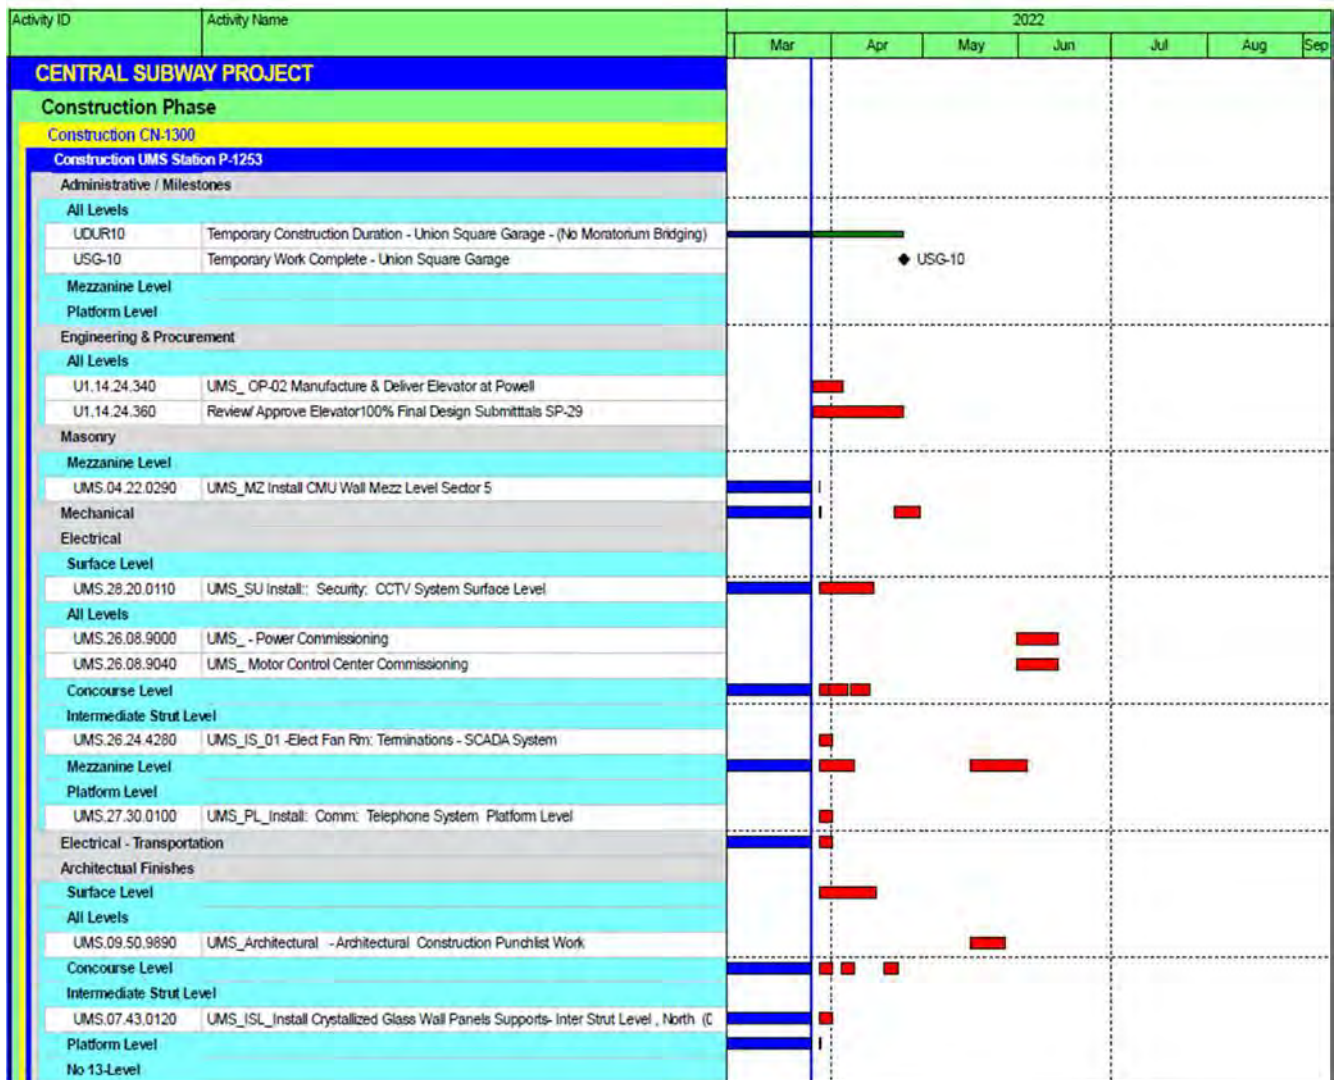 Activity ID Activity Name 2022
Mar Apr May Jun Jul Aug Sep
CENTRAL SUBWAY PROJECT
Construction Phase
Construction CN-1300
Construction UMS Station P-1253
Administrative / Milestones
All Levels
UDUR10 Temporary Construction Duration - Union Square Garage - (No Moratorium Bridging)
USG-10 Temporary Work Complete - Union Square Garage USG-10
Mezzanine Level
Platform Level
Engineering & Procurement
All Levels
U1.14.24.340 UMS_ OP-02 Manufacture & Deliver Elevator at Powell
U1.14.24.360 Review/ Approve Elevator100% Final Design Submitttals SP-29
Masonry
Mezzanine Level
UMS.04.22.0290 UMS_MZ Install CMU Wall Mezz Level Sector 5
Mechanical
Electrical
Surface Level
UMS.28.20.0110 UMS_SU Install:: Security: CCTV System Surface Level
All Levels
UMS.26.08.9000 UMS_ - Power Commissioning
UMS.26.08.9040 UMS_ Motor Control Center Commissioning
Concourse Level
Intermediate Strut Level
UMS.26.24.4280 UMS_IS_01 -Elect Fan Rm: Terminations - SCADA System
Mezzanine Level
Platform Level
UMS.27.30.0100 UMS_PL_Install: Comm: Telephone System Platform Level
Electrical - Transportation
Architectual Finishes
Surface Level
All Levels
UMS.09.50.9890 UMS_Architectural - Architectural Construction Punchlist Work
Concourse Level
Intermediate Strut Level
UMS.07.43.0120 UMS_ISL_Install Crystallized Glass Wall Panels Supports- Inter Strut Level , North (D
Platform Level
No 13-Level